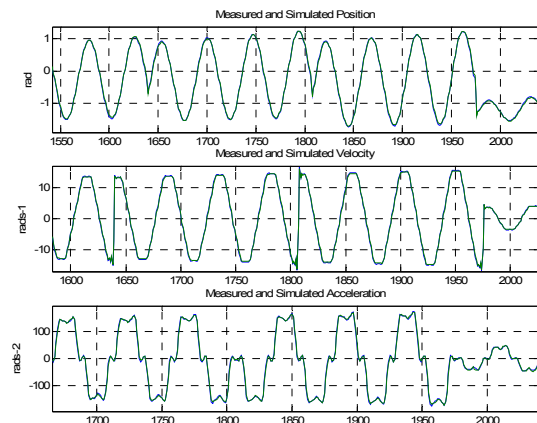 Measured and Simulated Position
rad
1
0
-1
1550 1600 1650 1700 1750 1800 1850 1900 1950 2000
Measured and Simulated Velocity
rads-1
10
0
-10
1600 1650 1700 1750 1800 1850 1900 1950 2000
Measured and Simulated Acceleration
rads-2
100
0
-100
1700 1750 1800 1850 1900 1950 2000